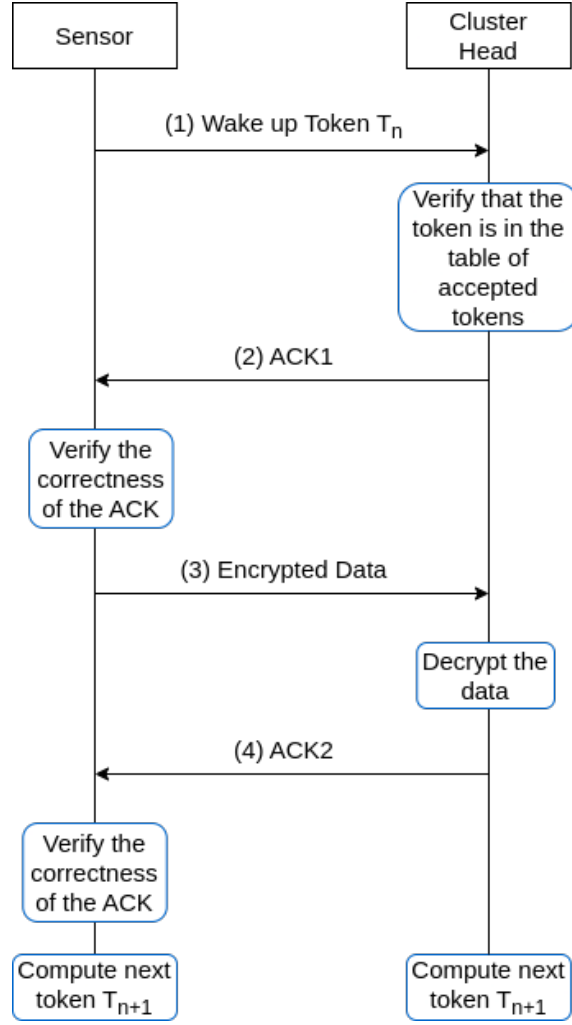 Sensor
Cluster
Head
(1) Wake up Token Tn
Verify that the
token is in the
table of
accepted
tokens
(2) ACK1
Verify the
correctness
of the ACK
(3) Encrypted Data
Decrypt the
data
(4) ACK2
Verify the
correctness
of the ACK
Compute next
token Tn+1
Compute next
token Tn+1